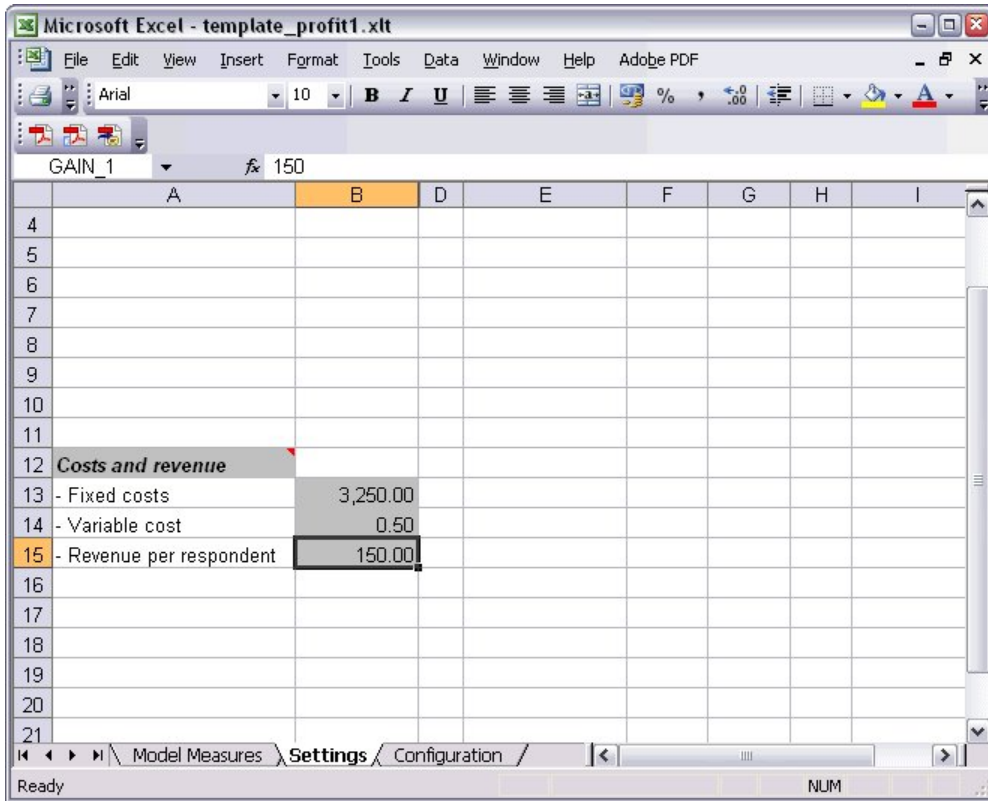 Microsoft Excel - template_profit1.xlt
File Edit View Insert Format Tools Data Window Help Adobe PDF
Arial 10 B I U % , .00 A
GAIN_1 fx 150
A B D E F G H I
4
5
6
7
8
9
10
11
12 Costs and revenue
13 - Fixed costs 3,250.00
14 - Variable cost 0.50
15 - Revenue per respondent 150.00
16
17
18
19
20
21
Model Measures Settings Configuration
Ready NUM